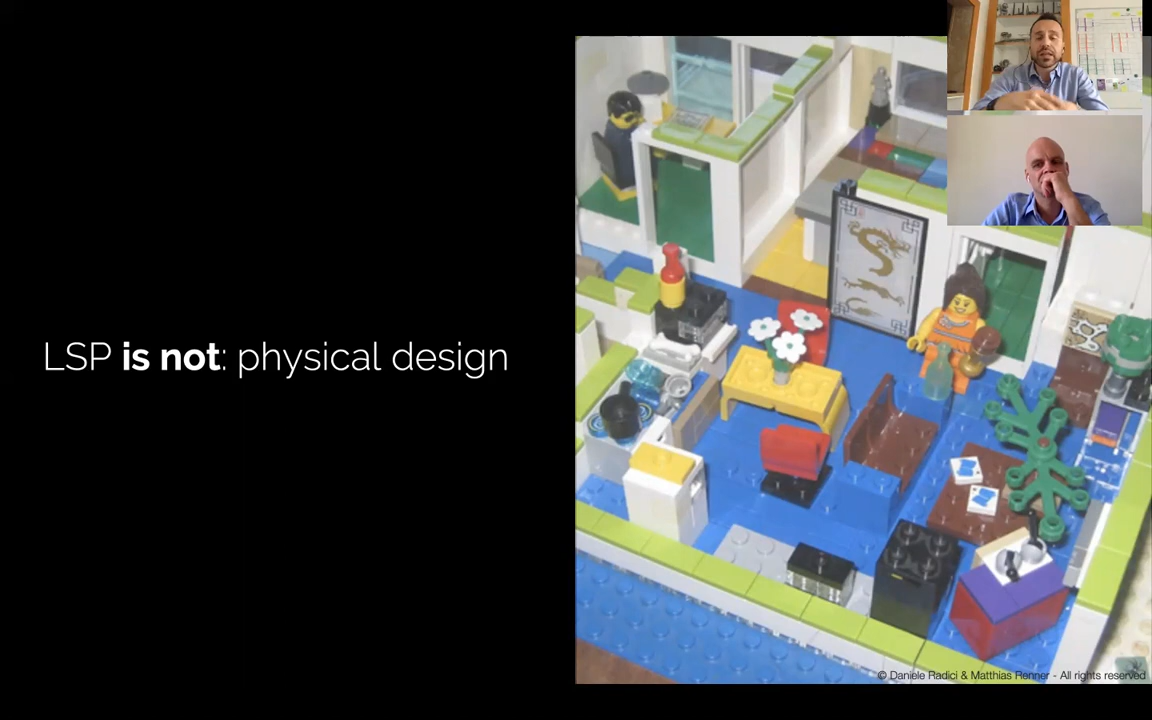 LSP is not: physical design
© Daniele Radici & Matthias Renner - All rights reserved